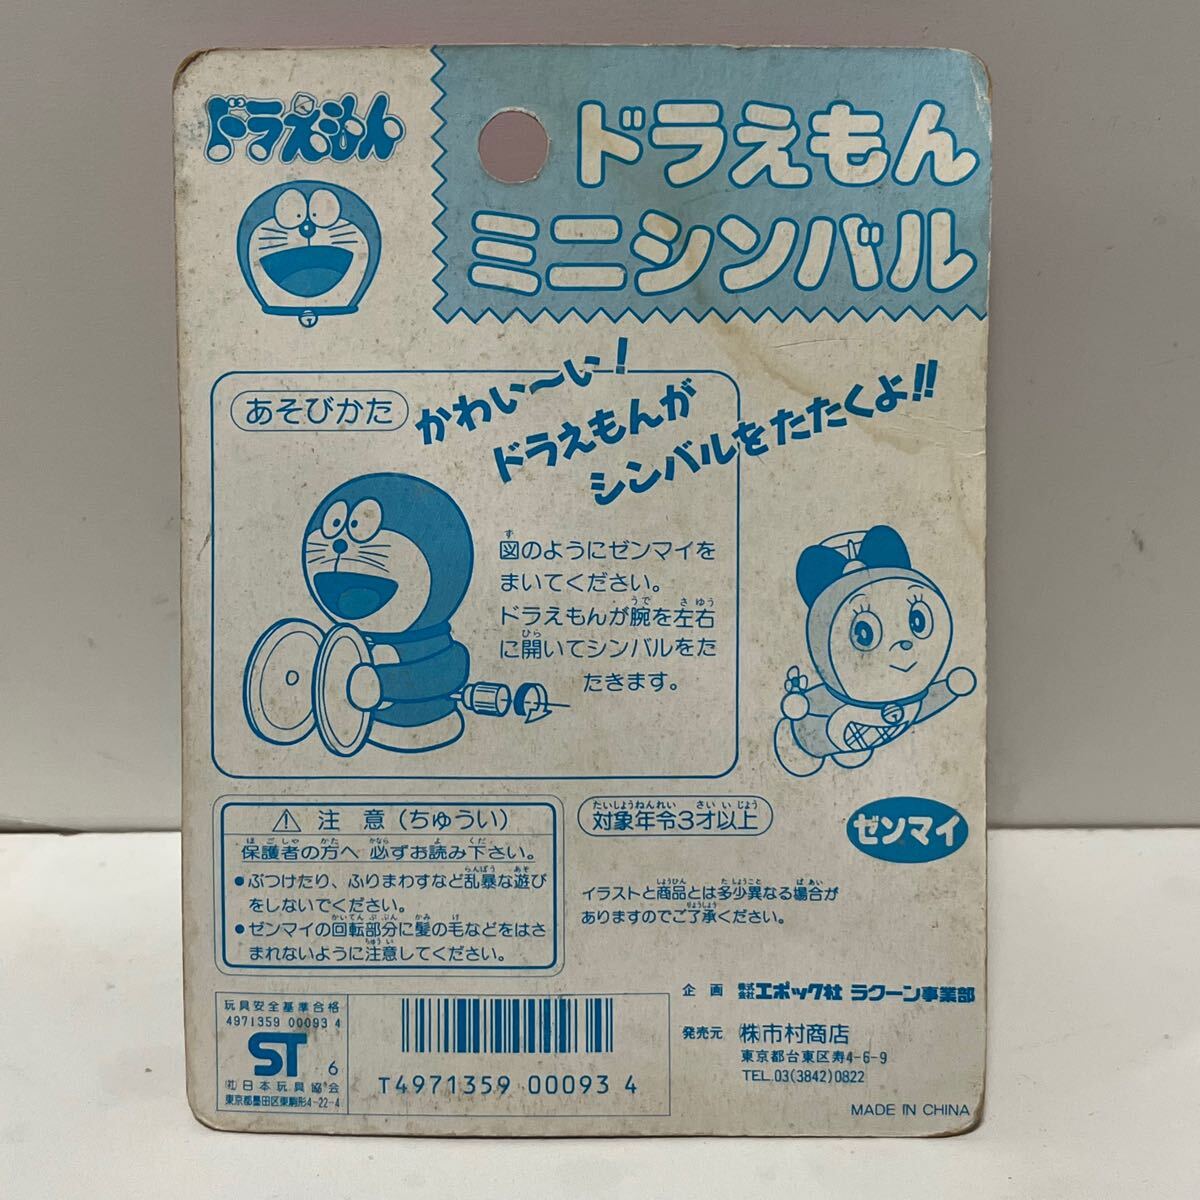 ドラえもん
ドラえもん
ミニシンバル
かわい〜い!
ドラえもんが
シンバルをたたくよ!!
あそびかた
図のようにゼンマイを
まいてください。
ドラえもんが腕を左右
に開いてシンバルをた
たきます。
⚠ 注 意 (ちゅうい)
保護者の方へ 必ずお読み下さい。
●ぶつけたり、ふりまわすなど乱暴な遊び
をしないでください。
●ゼンマイの回転部分に髪の毛などをはさ
まれないように注意してください。
対象年令3才以上
ゼンマイ
イラストと商品とは多少異なる場合が
ありますのでご了承ください。
玩具安全基準合格
4971359 00093 4
ST 6
(社)日本玩具協会
東京都墨田区東駒形4-22-4
T4971359 00093 4
企 画 株式会社エポック社 ラクーン事業部
発売元 (株)市村商店
東京都台東区寿4-6-9
TEL.03(3842)0822
MADE IN CHINA